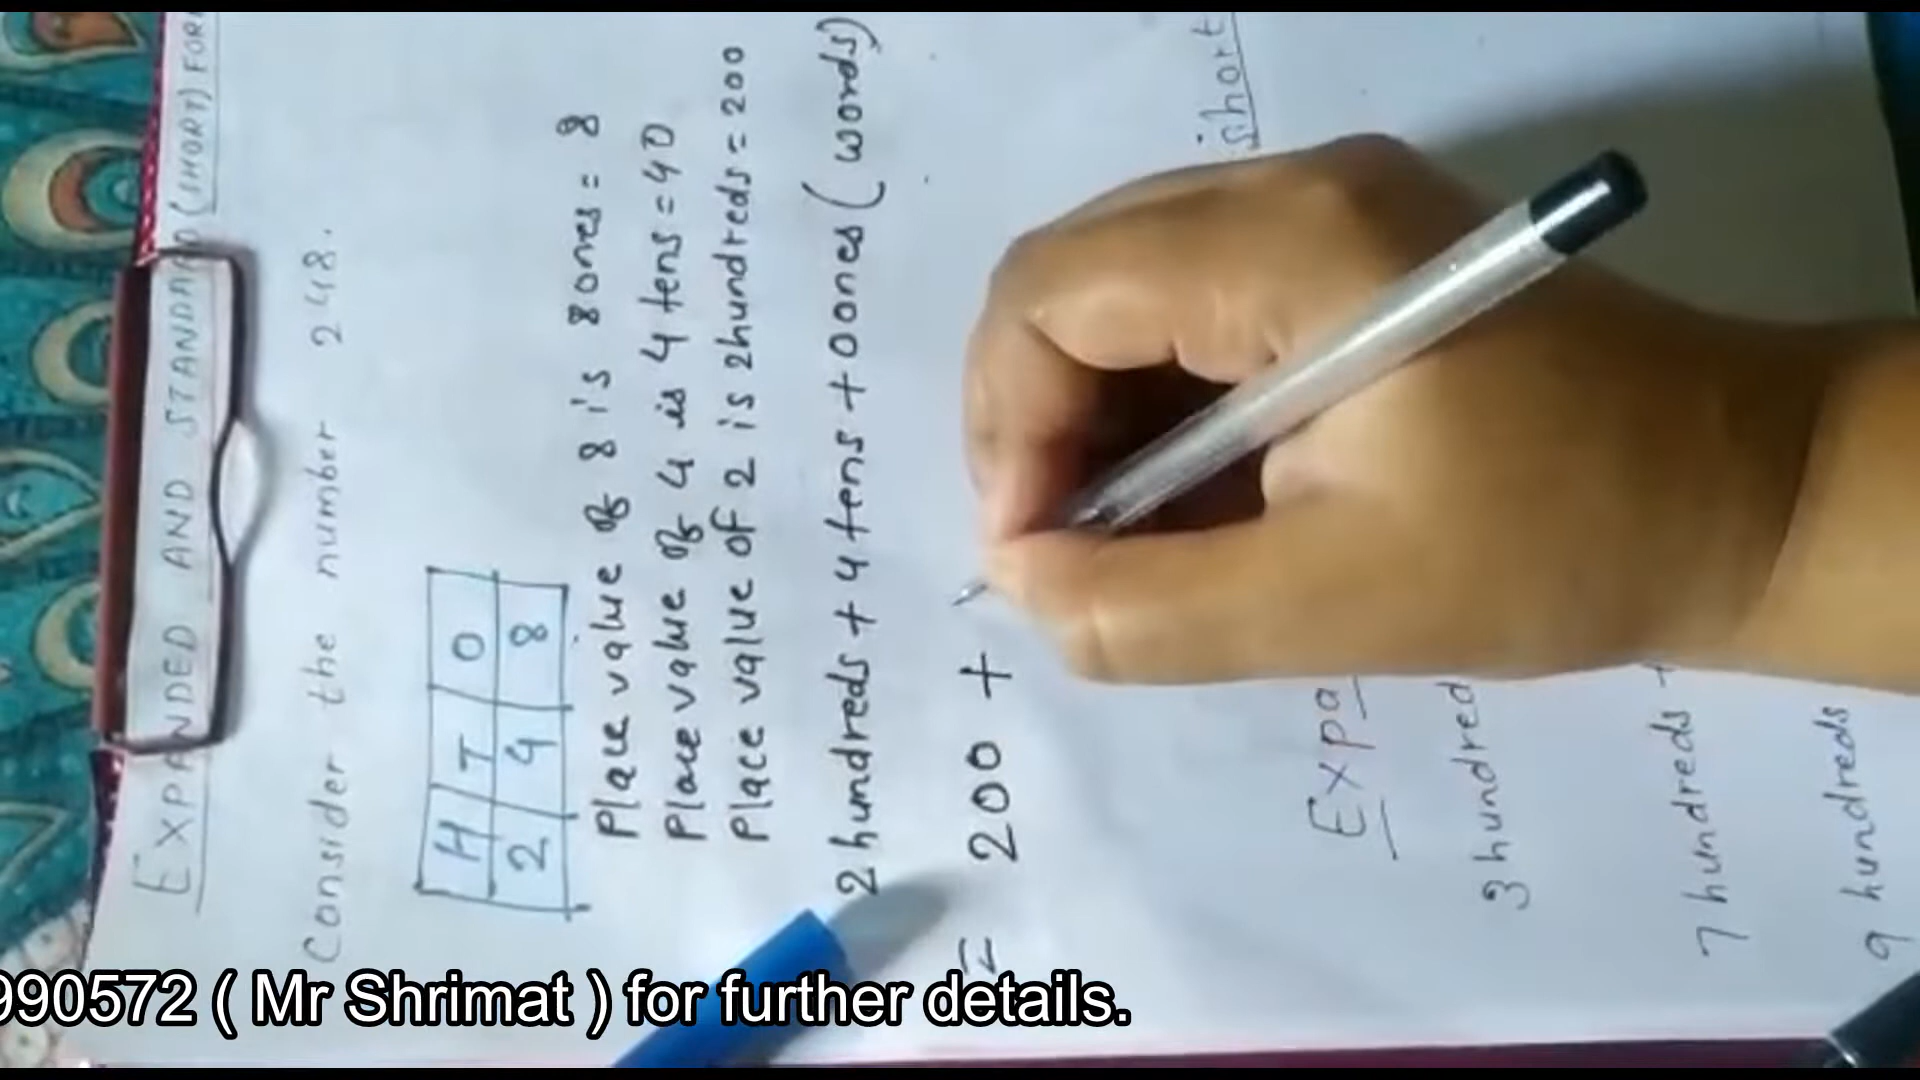 EXPANDED AND STANDARD (SHORT) FOR
Consider the number 248.
H T O
2 4 8
Place value of 8 is 8 ones = 8
Place value of 4 is 4 tens = 40
Place value of 2 is 2 hundreds = 200
2 hundreds + 4 tens + 0 ones (words)
= 200 +
short
Expa
3 hundred
7 hundreds +
9 hundreds
990572 ( Mr Shrimat ) for further details.